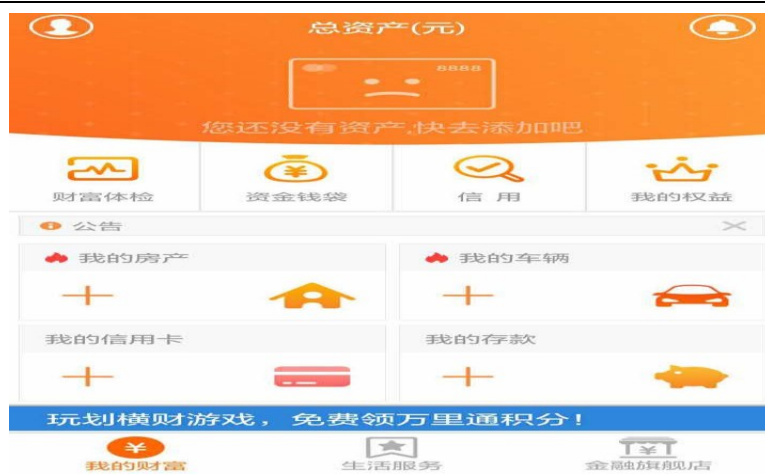 总资产(元)
8888
您还没有资产,快去添加吧
财富体检 资金钱袋 信用 我的权益
公告
我的房产 我的车辆
我的信用卡 我的存款
玩划横财游戏，免费领万里通积分！
我的财富 生活服务 金融旗舰店